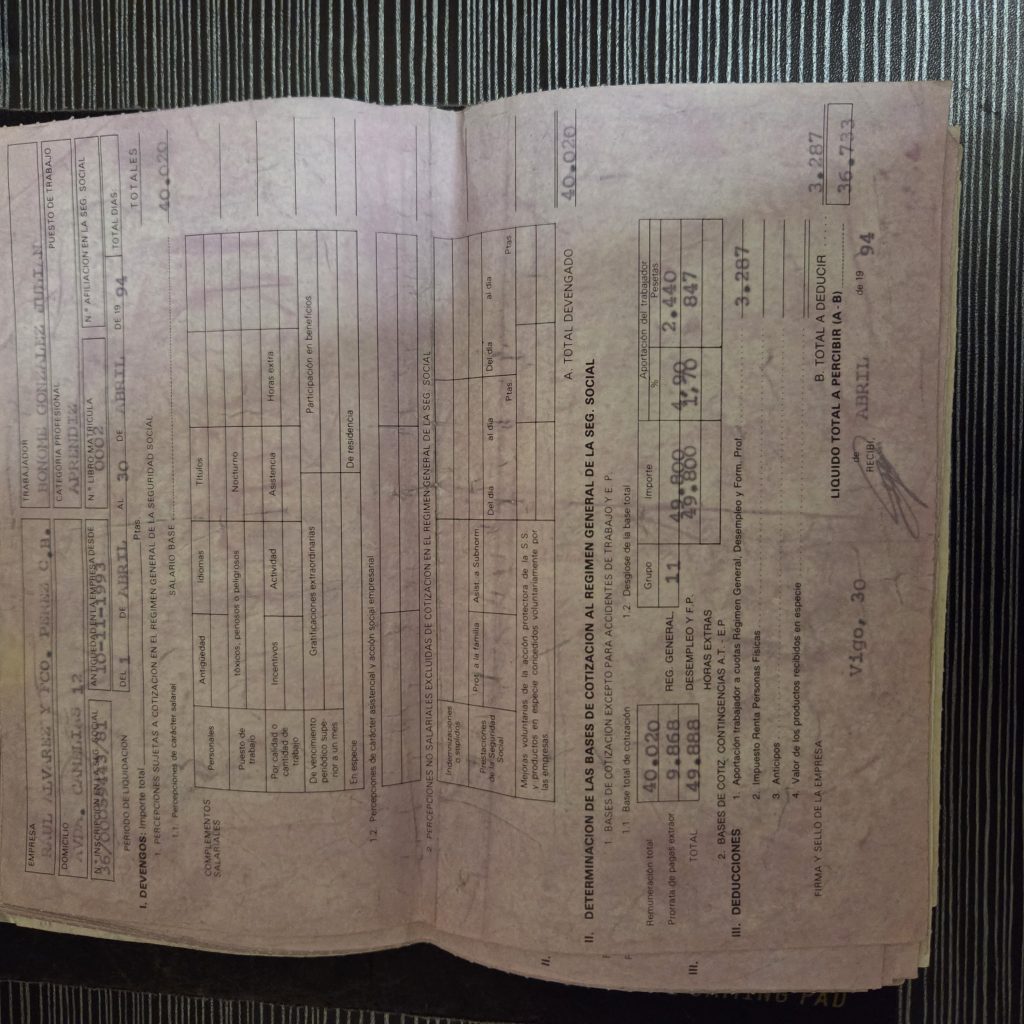 EMPRESA
RAUL ALVAREZ Y FCO. PEREZ C.B.
TRABAJADOR
GONZALEZ
DOMICILIO
AVDA. CAMELIAS 12
CATEGORIA PROFESIONAL
APRENDIZ
PUESTO DE TRABAJO
N.º INSCRIPCION EN LA SEG. SOCIAL
ANTIGUEDAD EN LA EMPRESA DESDE
10-11-1993
N.º LIBRO MATRICULA
0002
N.º AFILIACION EN LA SEG. SOCIAL
PERIODO DE LIQUIDACION DEL 1 DE ABRIL AL 30 DE ABRIL DE 19 94 TOTAL DIAS
I. DEVENGOS: Importe total Ptas. TOTALES
1. PERCEPCIONES SUJETAS A COTIZACION EN EL REGIMEN GENERAL DE LA SEGURIDAD SOCIAL
1.1. Percepciones de carácter salarial SALARIO BASE 40.020
COMPLEMENTOS SALARIALES
Personales Antigüedad Idiomas Títulos
Puesto de trabajo tóxicos, penosos o peligrosos Nocturno
Por calidad o cantidad de trabajo Incentivos Actividad Asistencia Horas extra
De vencimiento periódico superior a un mes Gratificaciones extraordinarias Participación en beneficios
En especie De residencia
1.2. Percepciones de carácter asistencial y acción social empresarial
2. PERCEPCIONES NO SALARIALES EXCLUIDAS DE COTIZACION EN EL REGIMEN GENERAL DE LA SEG. SOCIAL
Indemnizaciones o suplidos
Prestaciones de la Seguridad Social Prot. a la familia Asist. a Subnorm. Del día al día Ptas. Del día al día Ptas
Mejoras voluntarias de la acción protectora de la S.S.
y productos en especie concedidos voluntariamente por
las empresas.
A. TOTAL DEVENGADO 40.020
II. DETERMINACION DE LAS BASES DE COTIZACION AL REGIMEN GENERAL DE LA SEG. SOCIAL
1. BASES DE COTIZACION EXCEPTO PARA ACCIDENTES DE TRABAJO Y E. P.
1.1. Base total de cotización 1.2. Desglose de la base total
Grupo Importe Aportación del trabajador
% Pesetas
Remuneración total 40.020 REG. GENERAL 11 49.800 4,90 2.440
Prorrata de pagas extraor 9.868 DESEMPLEO Y F.P. 49.800 1,70 847
TOTAL 49.888 HORAS EXTRAS
2. BASES DE COTIZ CONTINGENCIAS A.T. - E.P.
III. DEDUCCIONES 1. Aportación trabajador a cuotas Régimen General, Desempleo y Form. Prof. 3.287
2. Impuesto Renta Personas Físicas
3. Anticipos
4. Valor de los productos recibidos en especie
B. TOTAL A DEDUCIR 3.287
FIRMA Y SELLO DE LA EMPRESA LIQUIDO TOTAL A PERCIBIR (A - B) 36.733
Vigo, 30 de ABRIL de 19 94
RECIBI,
II.
III.
GAMING PAD